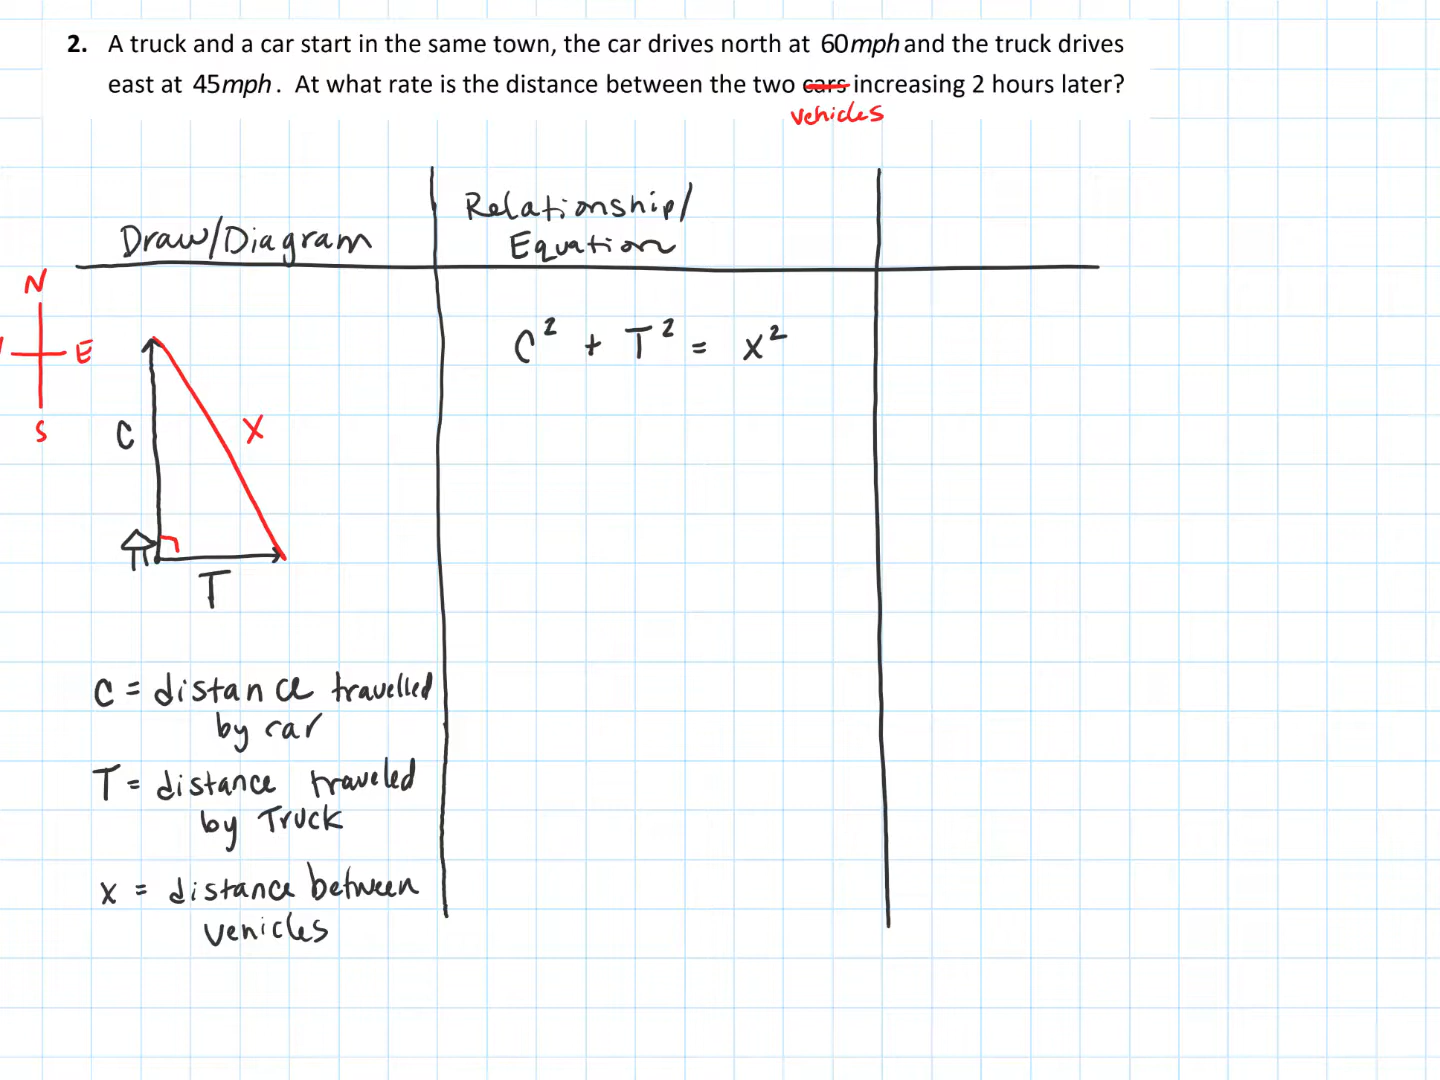 2. A truck and a car start in the same town, the car drives north at 60mph and the truck drives
east at 45mph. At what rate is the distance between the two cars increasing 2 hours later?
vehicles
Draw/Diagram
Relationship/
Equation
N
E
S
C
X
T
C² + T² = x²
C = distance travelled
by car
T = distance traveled
by Truck
x = distance between
vehicles